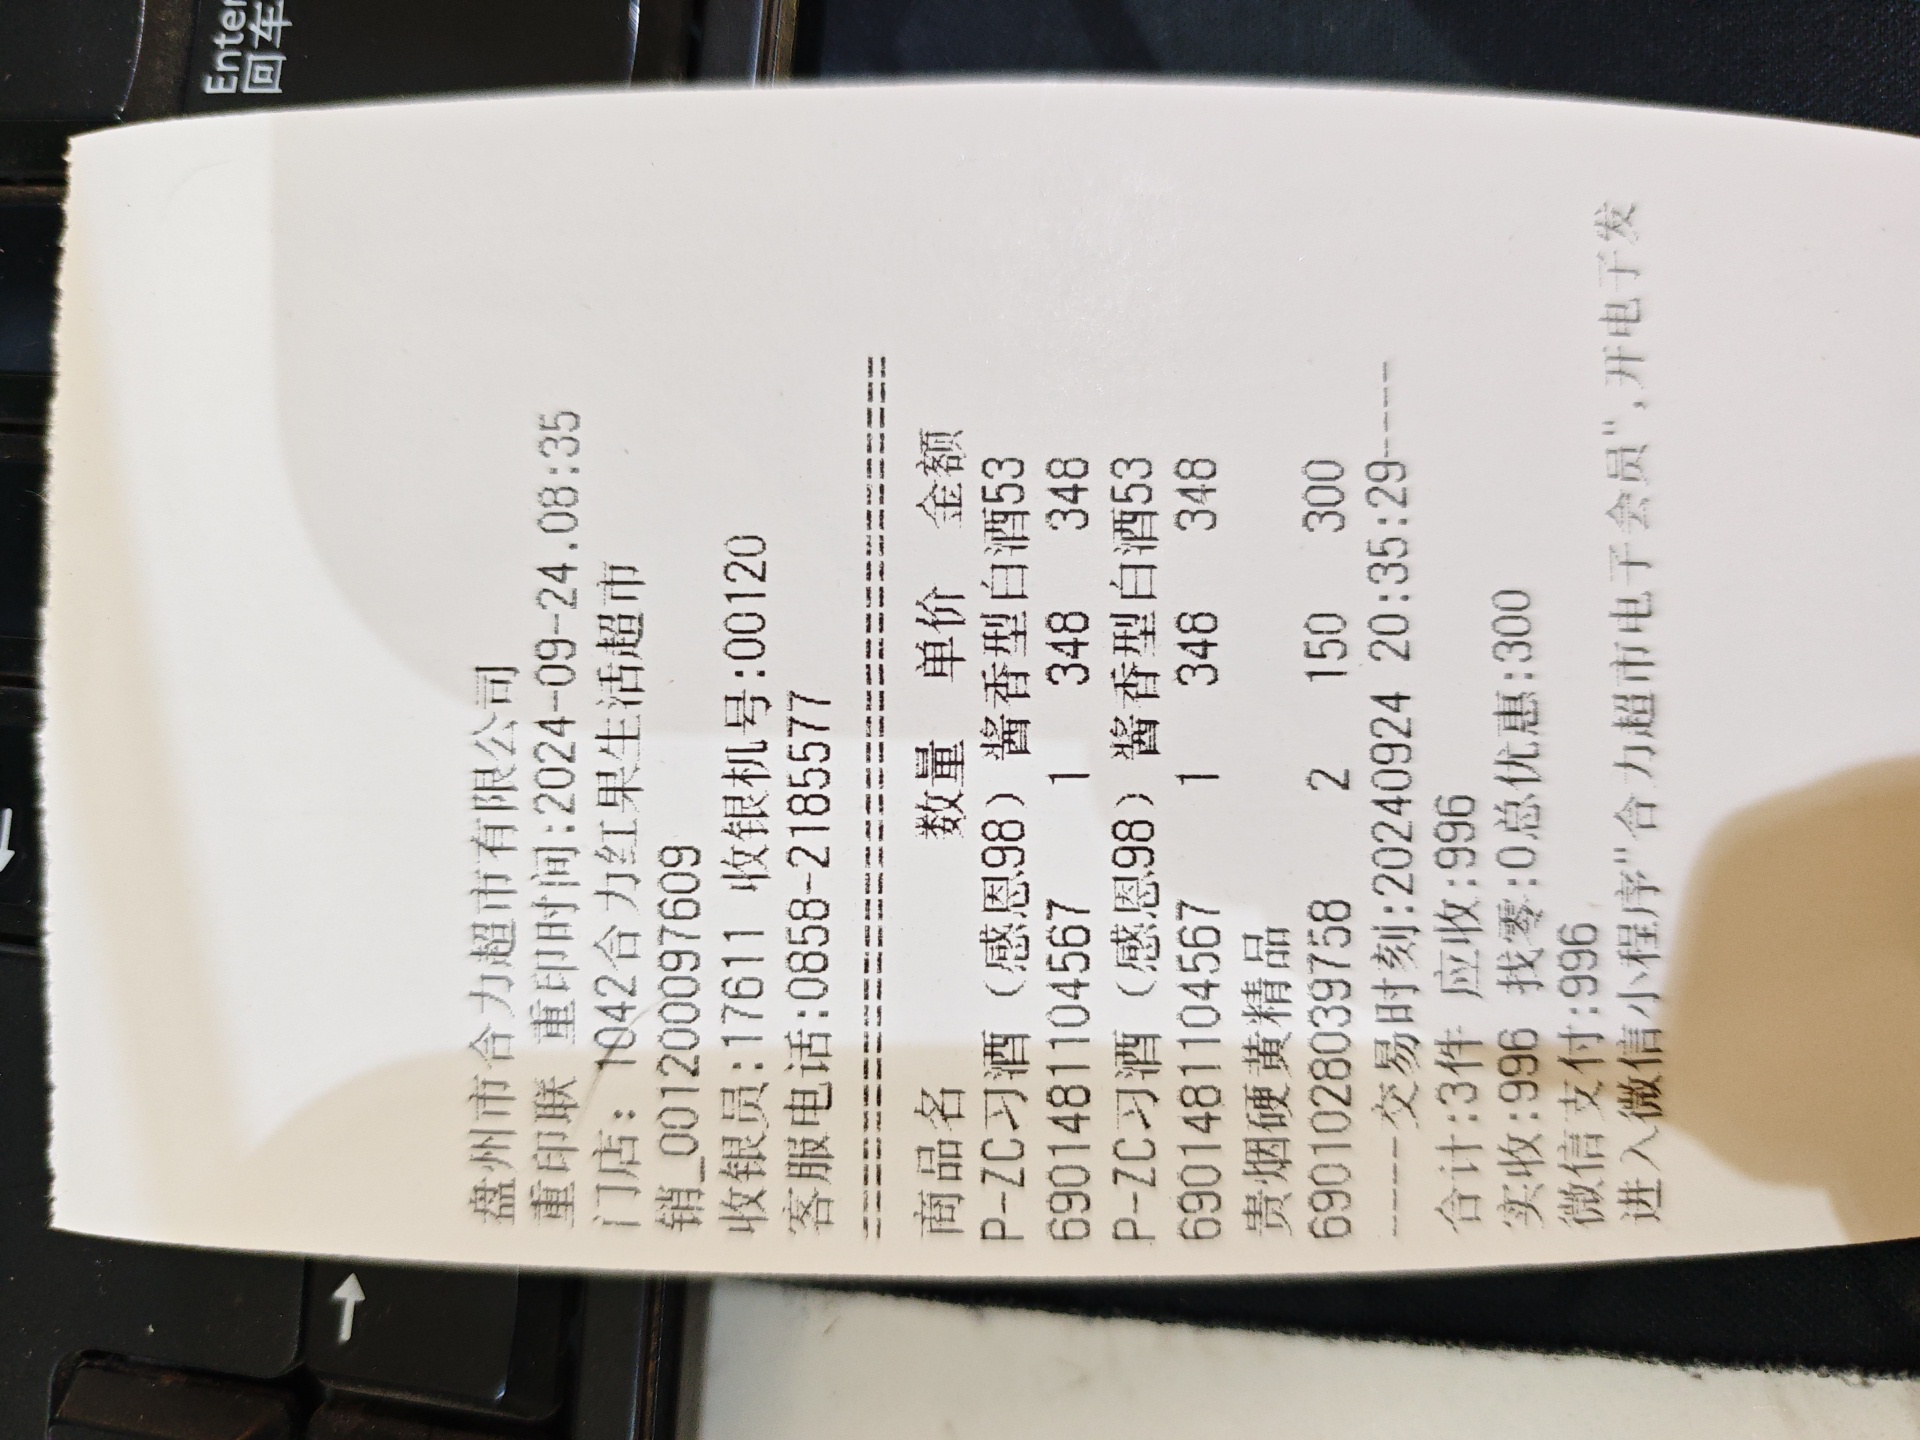 Enter
回车
←
↑
盘州市合力超市有限公司
重印联 重印时间:2024-09-24.08:35
门店: 1042合力红果生活超市
销_00120097609
收银员:17611 收银机号:00120
客服电话:0858-2185577
==================================
商品名 数量 单价 金额
P-ZC习酒（感恩98）酱香型白酒53
6901481104567 1 348 348
P-ZC习酒（感恩98）酱香型白酒53
6901481104567 1 348 348
贵烟硬黄精品
6901028039758 2 150 300
-----交易时刻:20240924 20:35:29-----
合计:3件 应收:996
实收:996 找零:0总优惠:300
微信支付:996
进入微信小程序"合力超市电子会员",开电子发